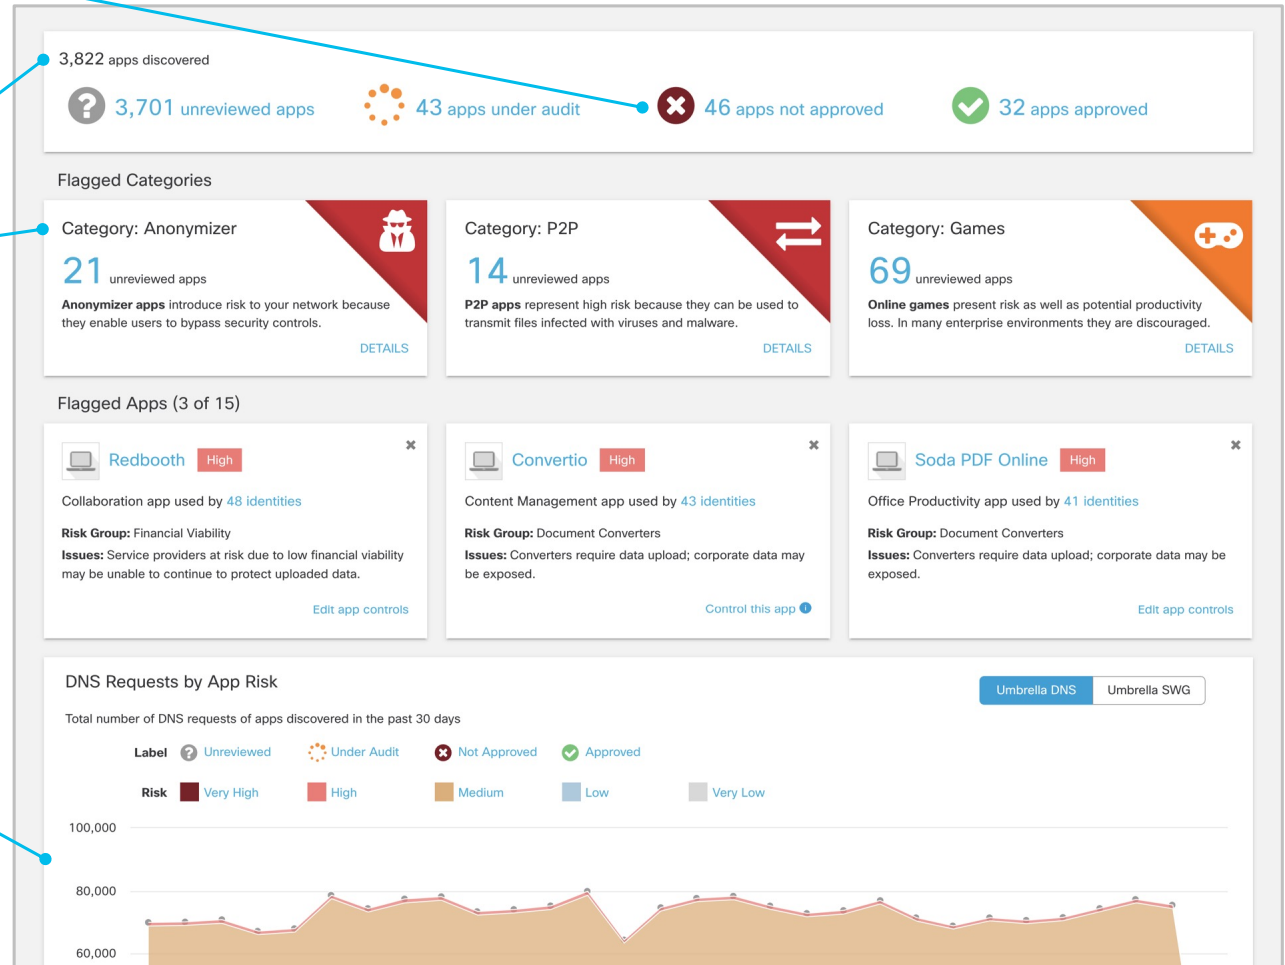 3,822 apps discovered
3,701 unreviewed apps
43 apps under audit
46 apps not approved
32 apps approved
Flagged Categories
Category: Anonymizer
21 unreviewed apps
Anonymizer apps introduce risk to your network because
they enable users to bypass security controls.
DETAILS
Category: P2P
14 unreviewed apps
P2P apps represent high risk because they can be used to
transmit files infected with viruses and malware.
DETAILS
Category: Games
69 unreviewed apps
Online games present risk as well as potential productivity
loss. In many enterprise environments they are discouraged.
DETAILS
Flagged Apps (3 of 15)
Redbooth High
Collaboration app used by 48 identities
Risk Group: Financial Viability
Issues: Service providers at risk due to low financial viability
may be unable to continue to protect uploaded data.
Edit app controls
Convertio High
Content Management app used by 43 identities
Risk Group: Document Converters
Issues: Converters require data upload; corporate data may
be exposed.
Control this app
Soda PDF Online High
Office Productivity app used by 41 identities
Risk Group: Document Converters
Issues: Converters require data upload; corporate data may be
exposed.
Edit app controls
DNS Requests by App Risk
Umbrella DNS Umbrella SWG
Total number of DNS requests of apps discovered in the past 30 days
Label Unreviewed Under Audit Not Approved Approved
Risk Very High High Medium Low Very Low
100,000
80,000
60,000